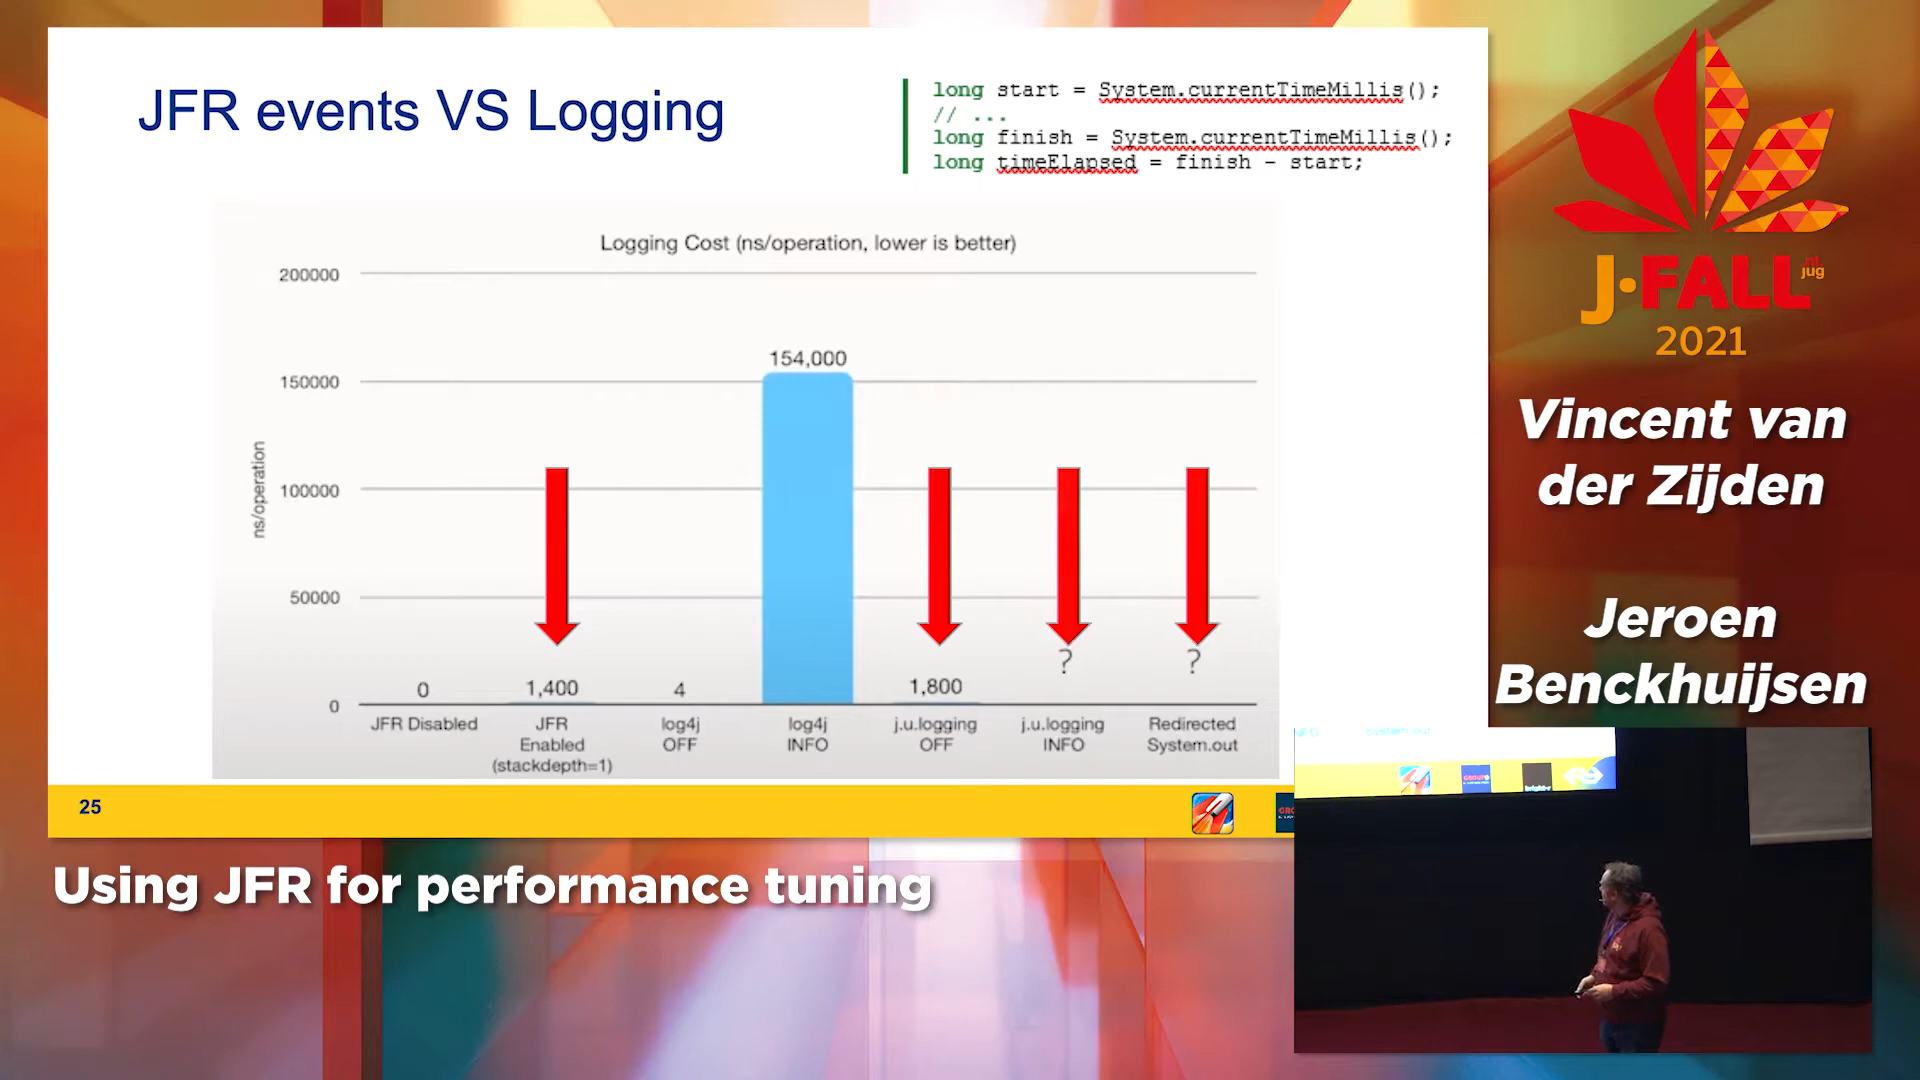 JFR events VS Logging
long start = System.currentTimeMillis();
// ...
long finish = System.currentTimeMillis();
long timeElapsed = finish - start;
Logging Cost (ns/operation, lower is better)
200000
150000
100000
50000
0
ns/operation
0
1,400
4
154,000
1,800
?
?
JFR Disabled
JFR
Enabled
(stackdepth=1)
log4j
OFF
log4j
INFO
j.u.logging
OFF
j.u.logging
INFO
Redirected
System.out
25
J·FALL
nl
jug
2021
Vincent van
der Zijden
Jeroen
Benckhuijsen
Using JFR for performance tuning
System.out